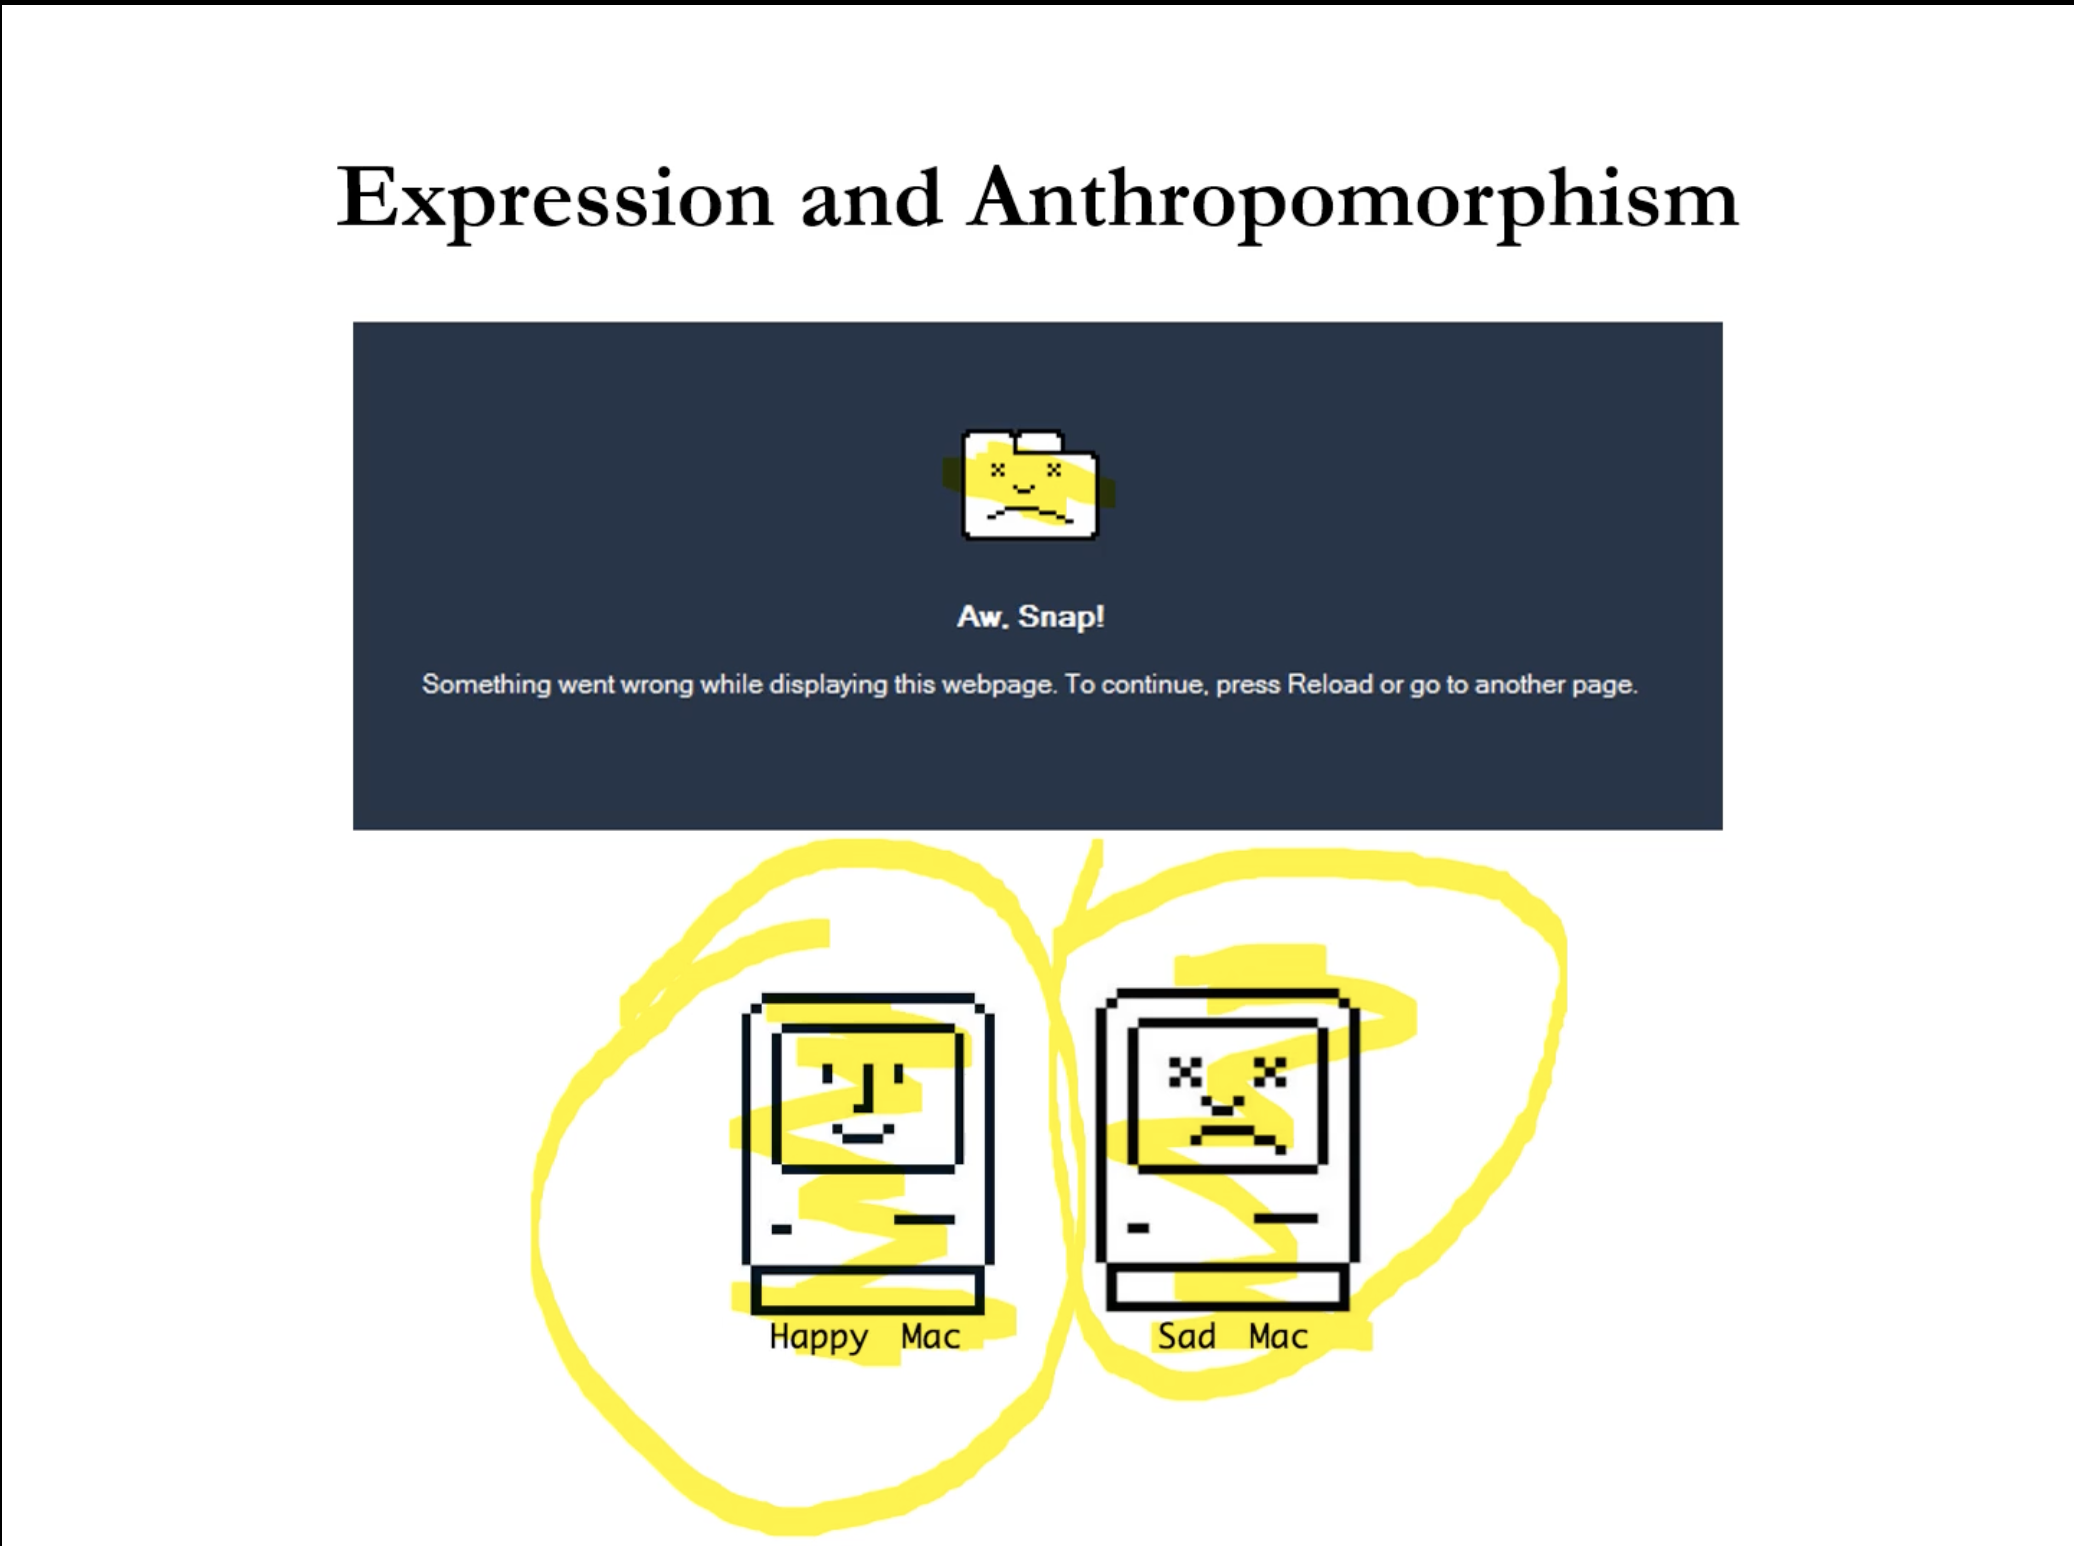 Expression and Anthropomorphism
Aw, Snap!
Something went wrong while displaying this webpage. To continue, press Reload or go to another page.
Happy Mac
Sad Mac